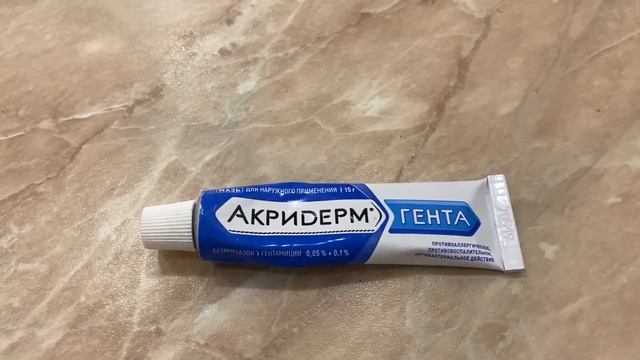 МАЗЬ ДЛЯ НАРУЖНОГО ПРИМЕНЕНИЯ | 15 г
АКРИДЕРМ®
ГЕНТА
БЕТАМЕТАЗОН > ГЕНТАМИЦИН 0,05 % + 0,1 %
ПРОТИВОАЛЛЕРГИЧЕСКОЕ,
ПРОТИВОВОСПАЛИТЕЛЬНОЕ,
АНТИБАКТЕРИАЛЬНОЕ ДЕЙСТВИЕ